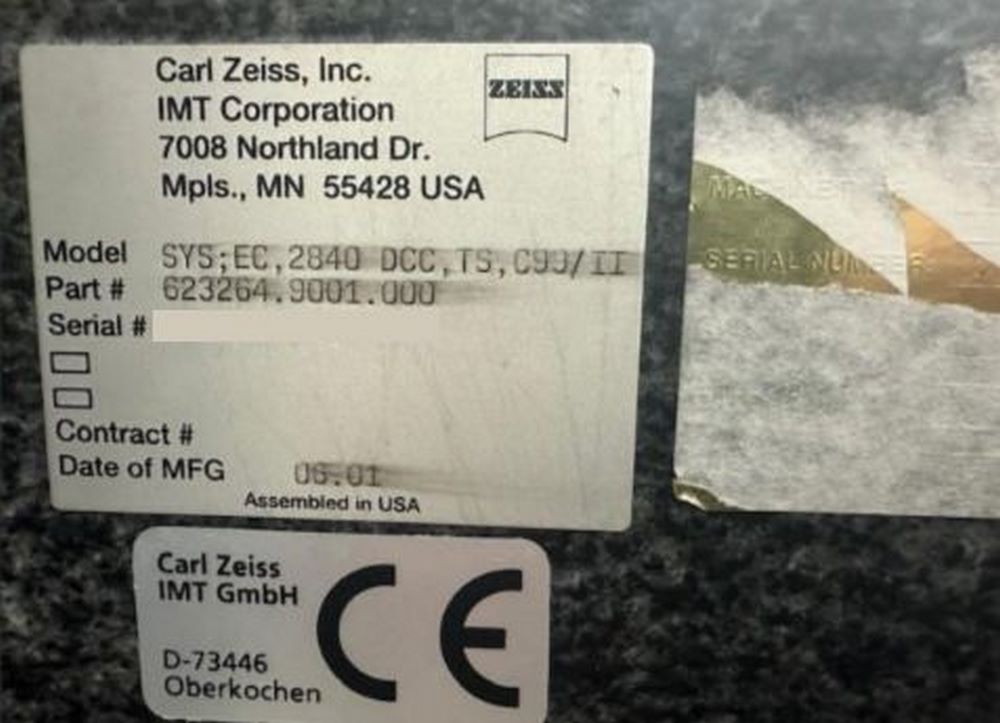 Carl Zeiss, Inc.
IMT Corporation
7008 Northland Dr.
Mpls., MN 55428 USA
ZEISS
Model SYS;EC,2840 DCC,TS,C99/II
Part # 623264.9001.000
Serial #
Contract #
Date of MFG 06.01
Assembled in USA
SERIAL NUMBER
Carl Zeiss
IMT GmbH
CE
D-73446
Oberkochen